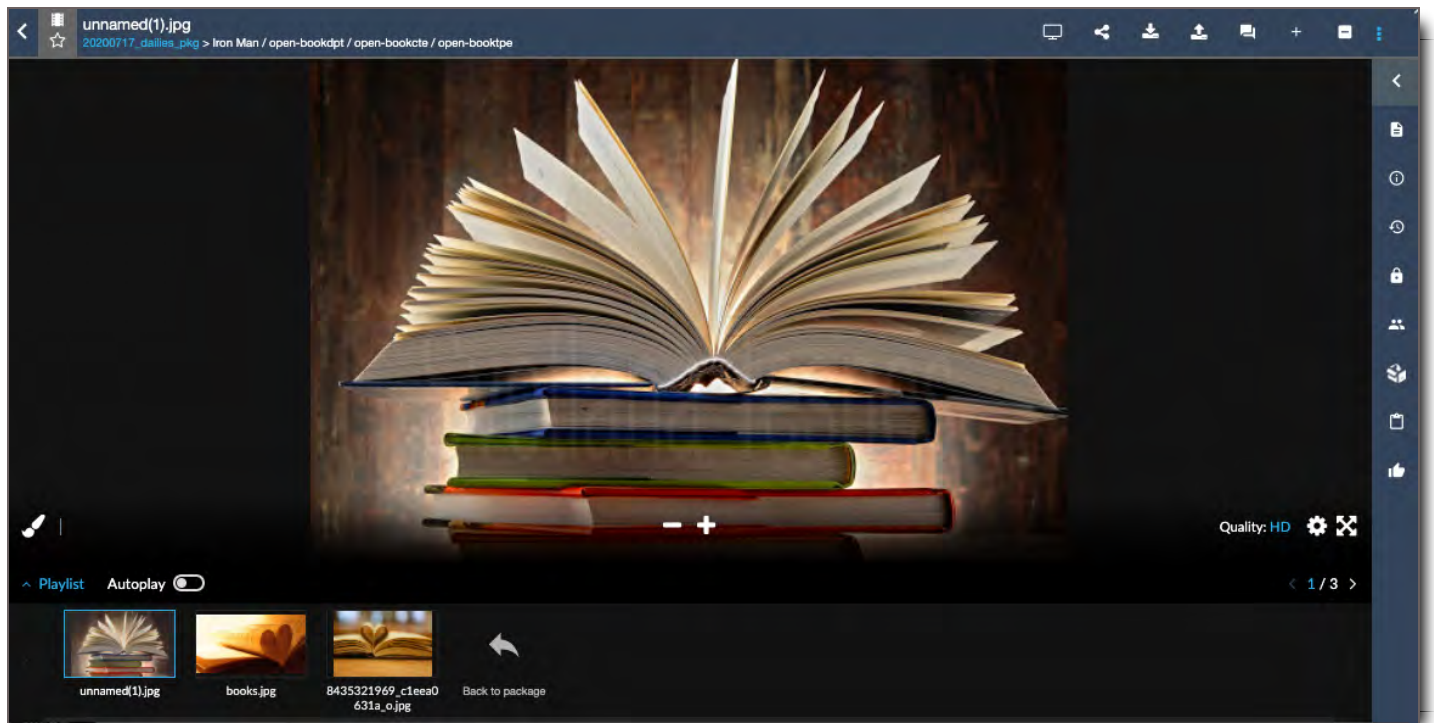 unnamed(1).jpg
20200717_dailies_pkg > Iron Man / open-bookdpt / open-bookcte / open-booktpe
Quality: HD
Playlist Autoplay
1 / 3
unnamed(1).jpg
books.jpg
8435321969_c1eea0
631a_o.jpg
Back to package